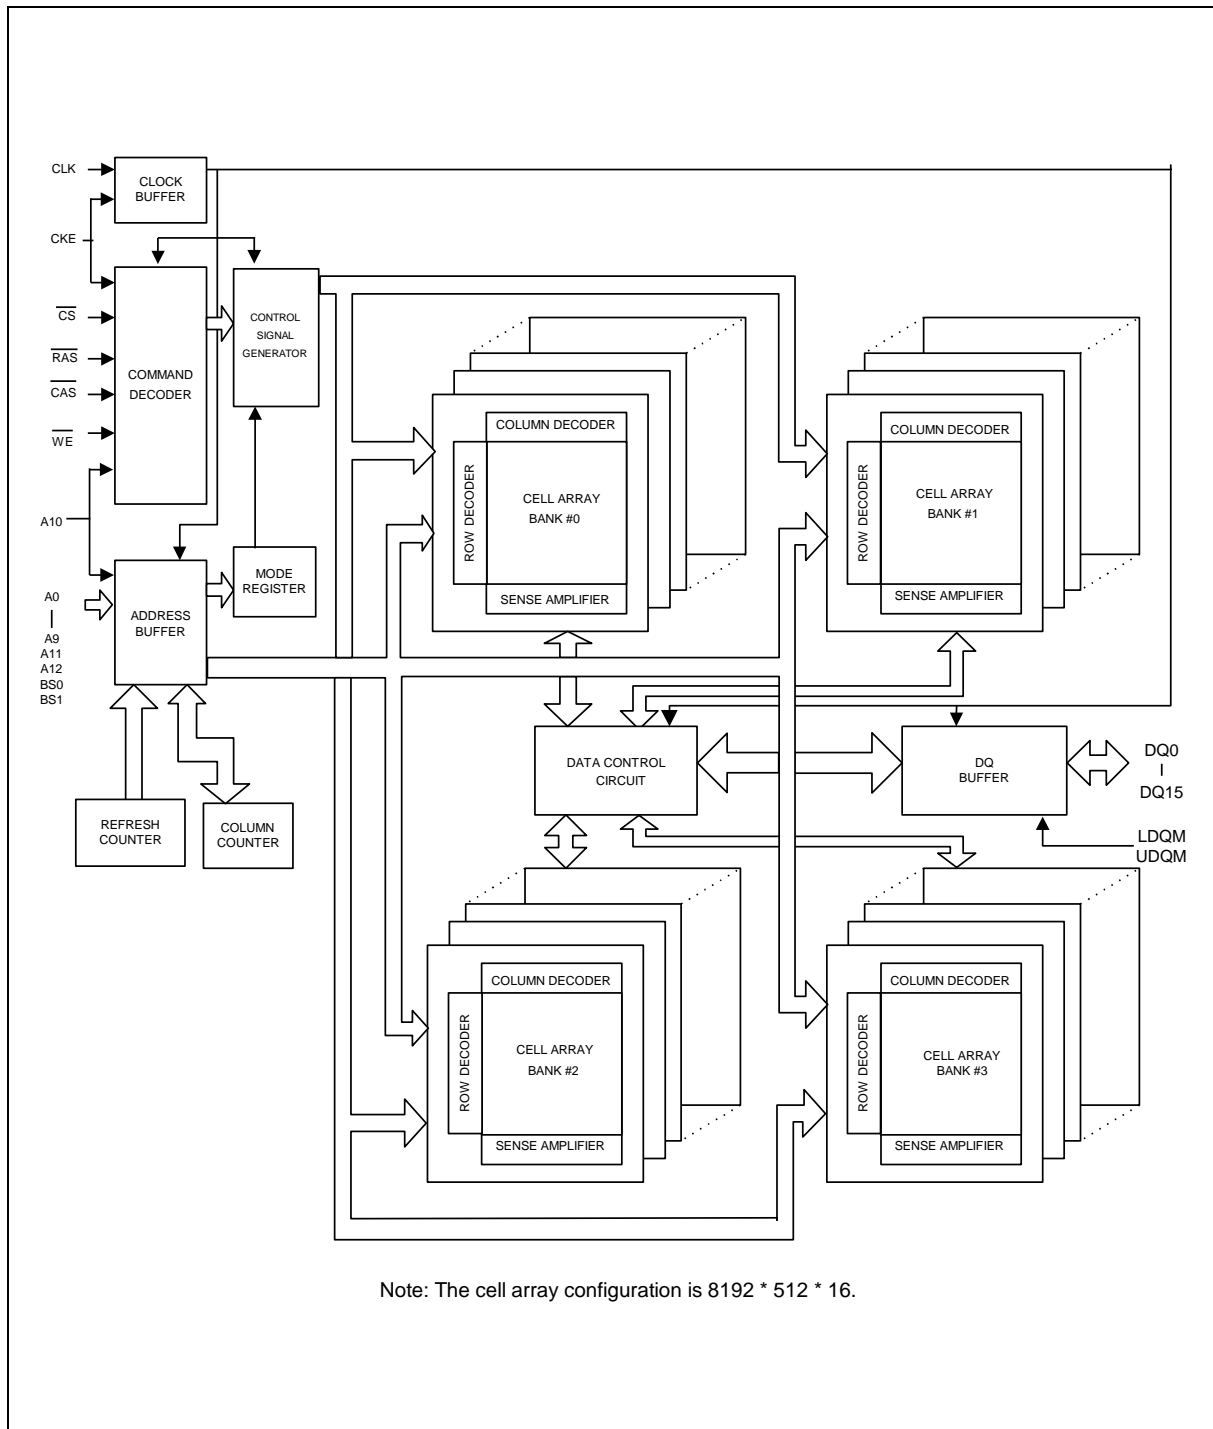 CLK
CLOCK
BUFFER
CKE
CS
RAS
CAS
WE
A10
COMMAND
DECODER
CONTROL
SIGNAL
GENERATOR
A0
A9
A11
A12
BS0
BS1
ADDRESS
BUFFER
MODE
REGISTER
REFRESH
COUNTER
COLUMN
COUNTER
COLUMN DECODER
ROW DECODER
CELL ARRAY
BANK #0
SENSE AMPLIFIER
COLUMN DECODER
ROW DECODER
CELL ARRAY
BANK #1
SENSE AMPLIFIER
DATA CONTROL
CIRCUIT
DQ
BUFFER
DQ0
DQ15
LDQM
UDQM
COLUMN DECODER
ROW DECODER
CELL ARRAY
BANK #2
SENSE AMPLIFIER
COLUMN DECODER
ROW DECODER
CELL ARRAY
BANK #3
SENSE AMPLIFIER
Note: The cell array configuration is 8192 * 512 * 16.